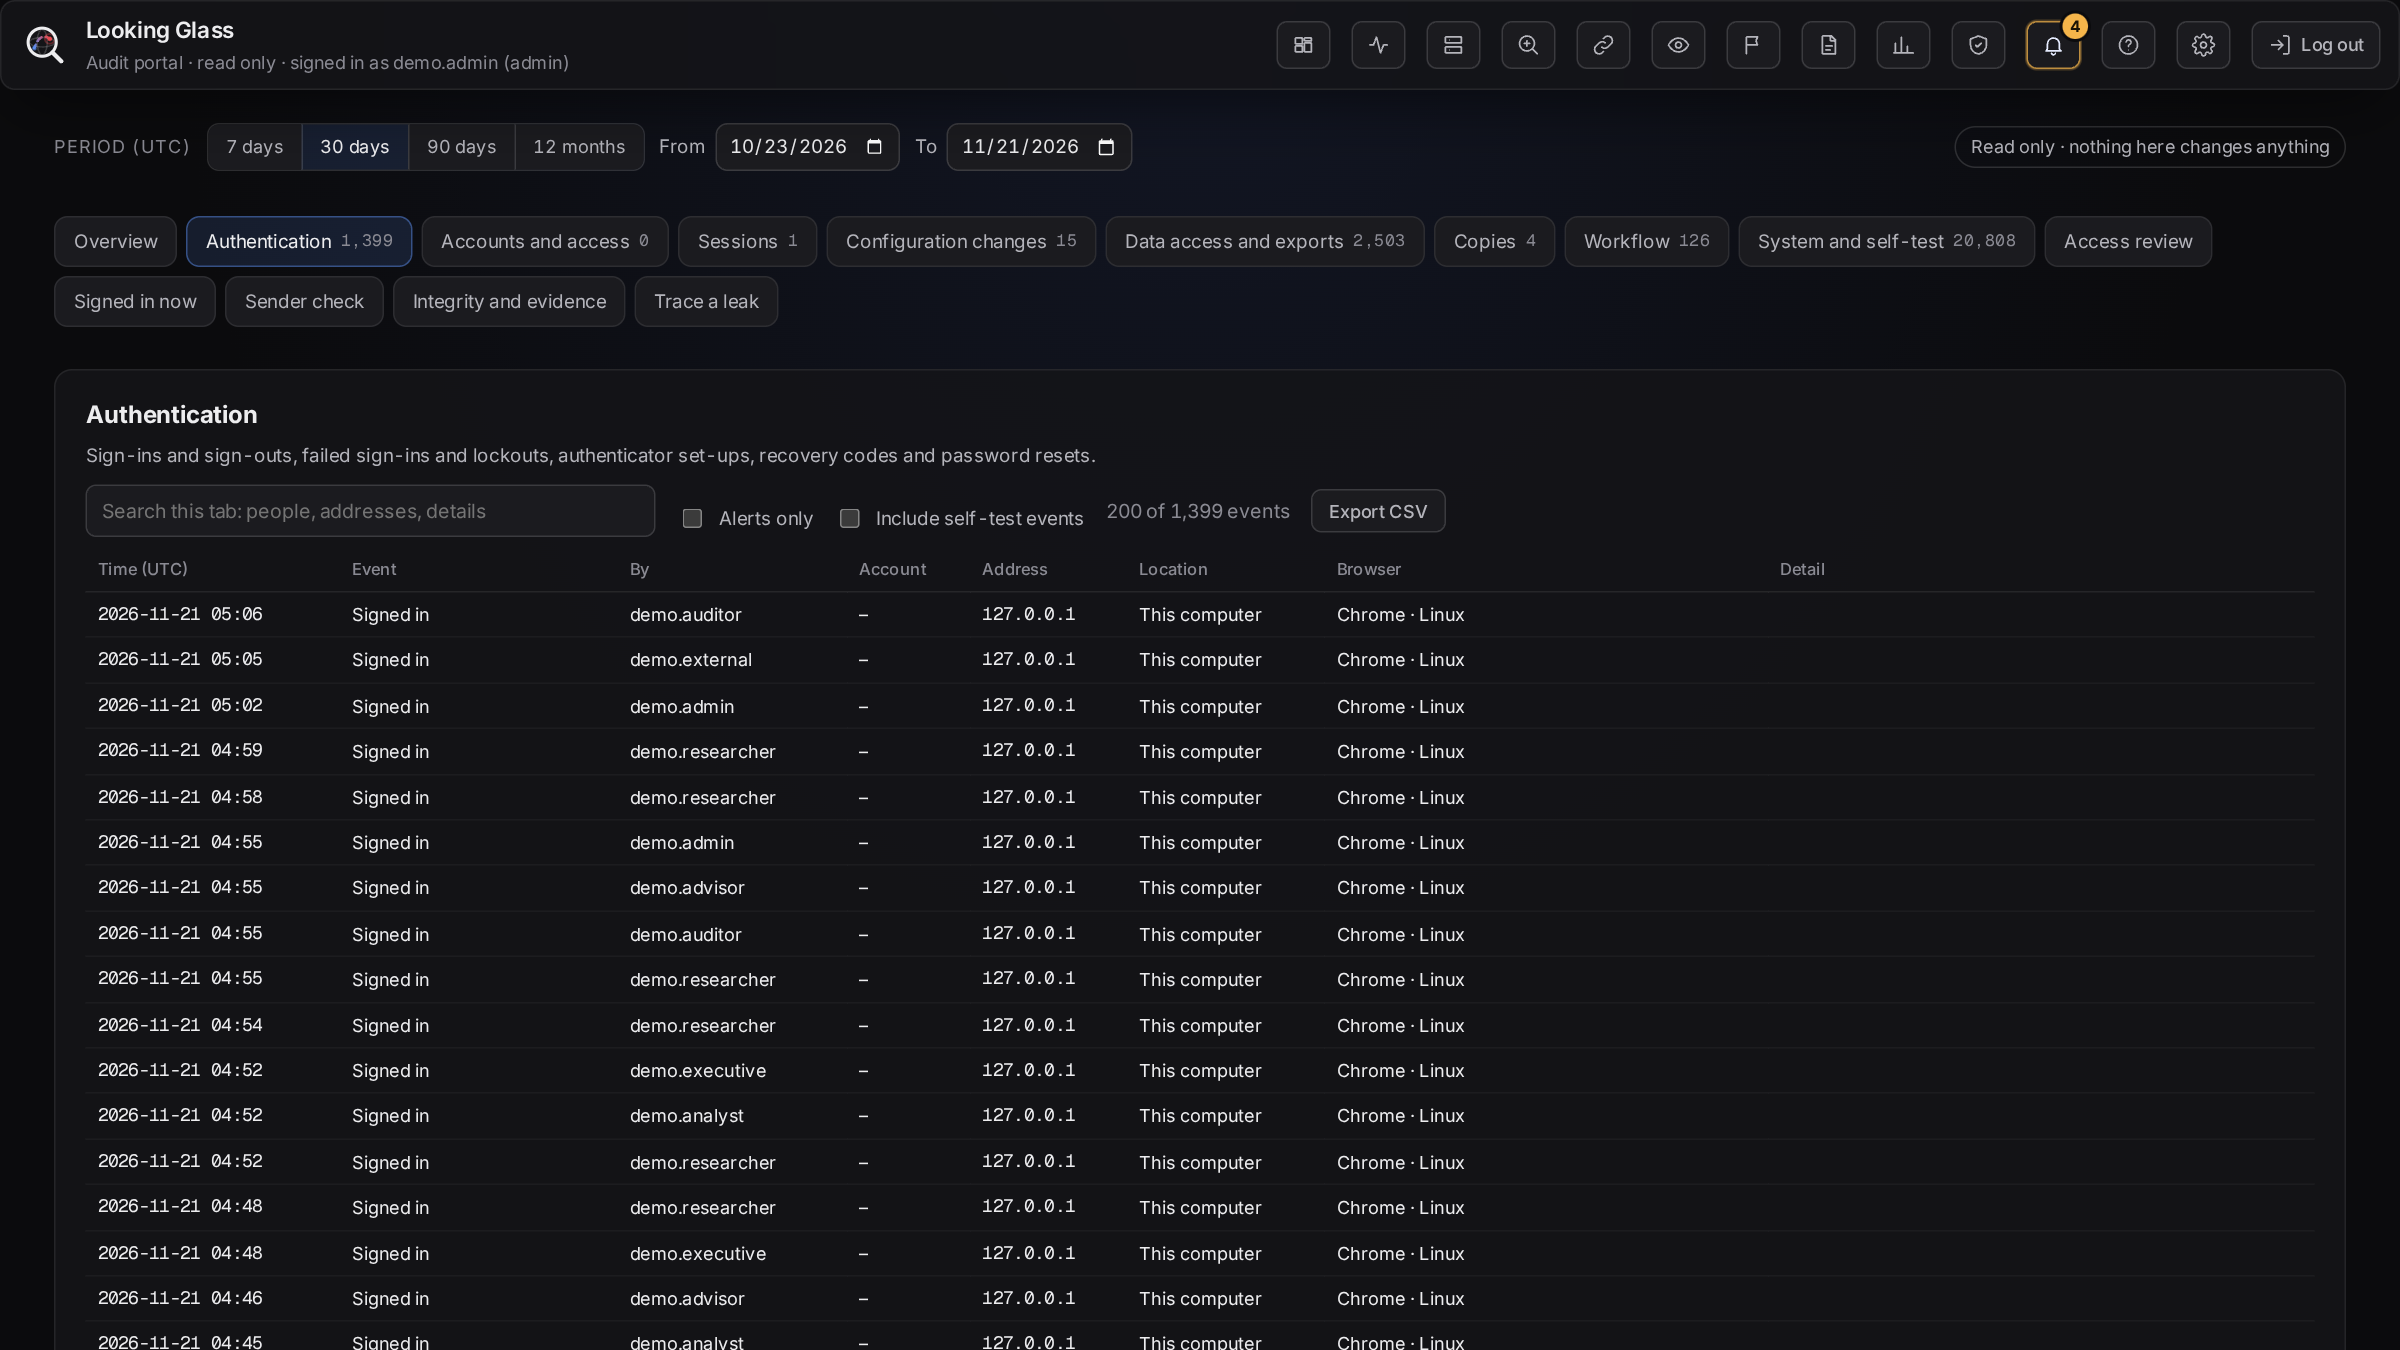 Looking Glass
Audit portal · read only · signed in as demo.admin (admin)
4
Log out
PERIOD (UTC) 7 days 30 days 90 days 12 months From 10/23/2026 To 11/21/2026 Read only · nothing here changes anything
Overview Authentication 1,399 Accounts and access 0 Sessions 1 Configuration changes 15 Data access and exports 2,503 Copies 4 Workflow 126 System and self-test 20,808 Access review
Signed in now Sender check Integrity and evidence Trace a leak
Authentication
Sign-ins and sign-outs, failed sign-ins and lockouts, authenticator set-ups, recovery codes and password resets.
Search this tab: people, addresses, details Alerts only Include self-test events 200 of 1,399 events Export CSV
Time (UTC) Event By Account Address Location Browser Detail
2026-11-21 05:06 Signed in demo.auditor – 127.0.0.1 This computer Chrome · Linux
2026-11-21 05:05 Signed in demo.external – 127.0.0.1 This computer Chrome · Linux
2026-11-21 05:02 Signed in demo.admin – 127.0.0.1 This computer Chrome · Linux
2026-11-21 04:59 Signed in demo.researcher – 127.0.0.1 This computer Chrome · Linux
2026-11-21 04:58 Signed in demo.researcher – 127.0.0.1 This computer Chrome · Linux
2026-11-21 04:55 Signed in demo.admin – 127.0.0.1 This computer Chrome · Linux
2026-11-21 04:55 Signed in demo.advisor – 127.0.0.1 This computer Chrome · Linux
2026-11-21 04:55 Signed in demo.auditor – 127.0.0.1 This computer Chrome · Linux
2026-11-21 04:55 Signed in demo.researcher – 127.0.0.1 This computer Chrome · Linux
2026-11-21 04:54 Signed in demo.researcher – 127.0.0.1 This computer Chrome · Linux
2026-11-21 04:52 Signed in demo.executive – 127.0.0.1 This computer Chrome · Linux
2026-11-21 04:52 Signed in demo.analyst – 127.0.0.1 This computer Chrome · Linux
2026-11-21 04:52 Signed in demo.researcher – 127.0.0.1 This computer Chrome · Linux
2026-11-21 04:48 Signed in demo.researcher – 127.0.0.1 This computer Chrome · Linux
2026-11-21 04:48 Signed in demo.executive – 127.0.0.1 This computer Chrome · Linux
2026-11-21 04:46 Signed in demo.advisor – 127.0.0.1 This computer Chrome · Linux
2026-11-21 04:45 Signed in demo.analyst – 127.0.0.1 This computer Chrome · Linux